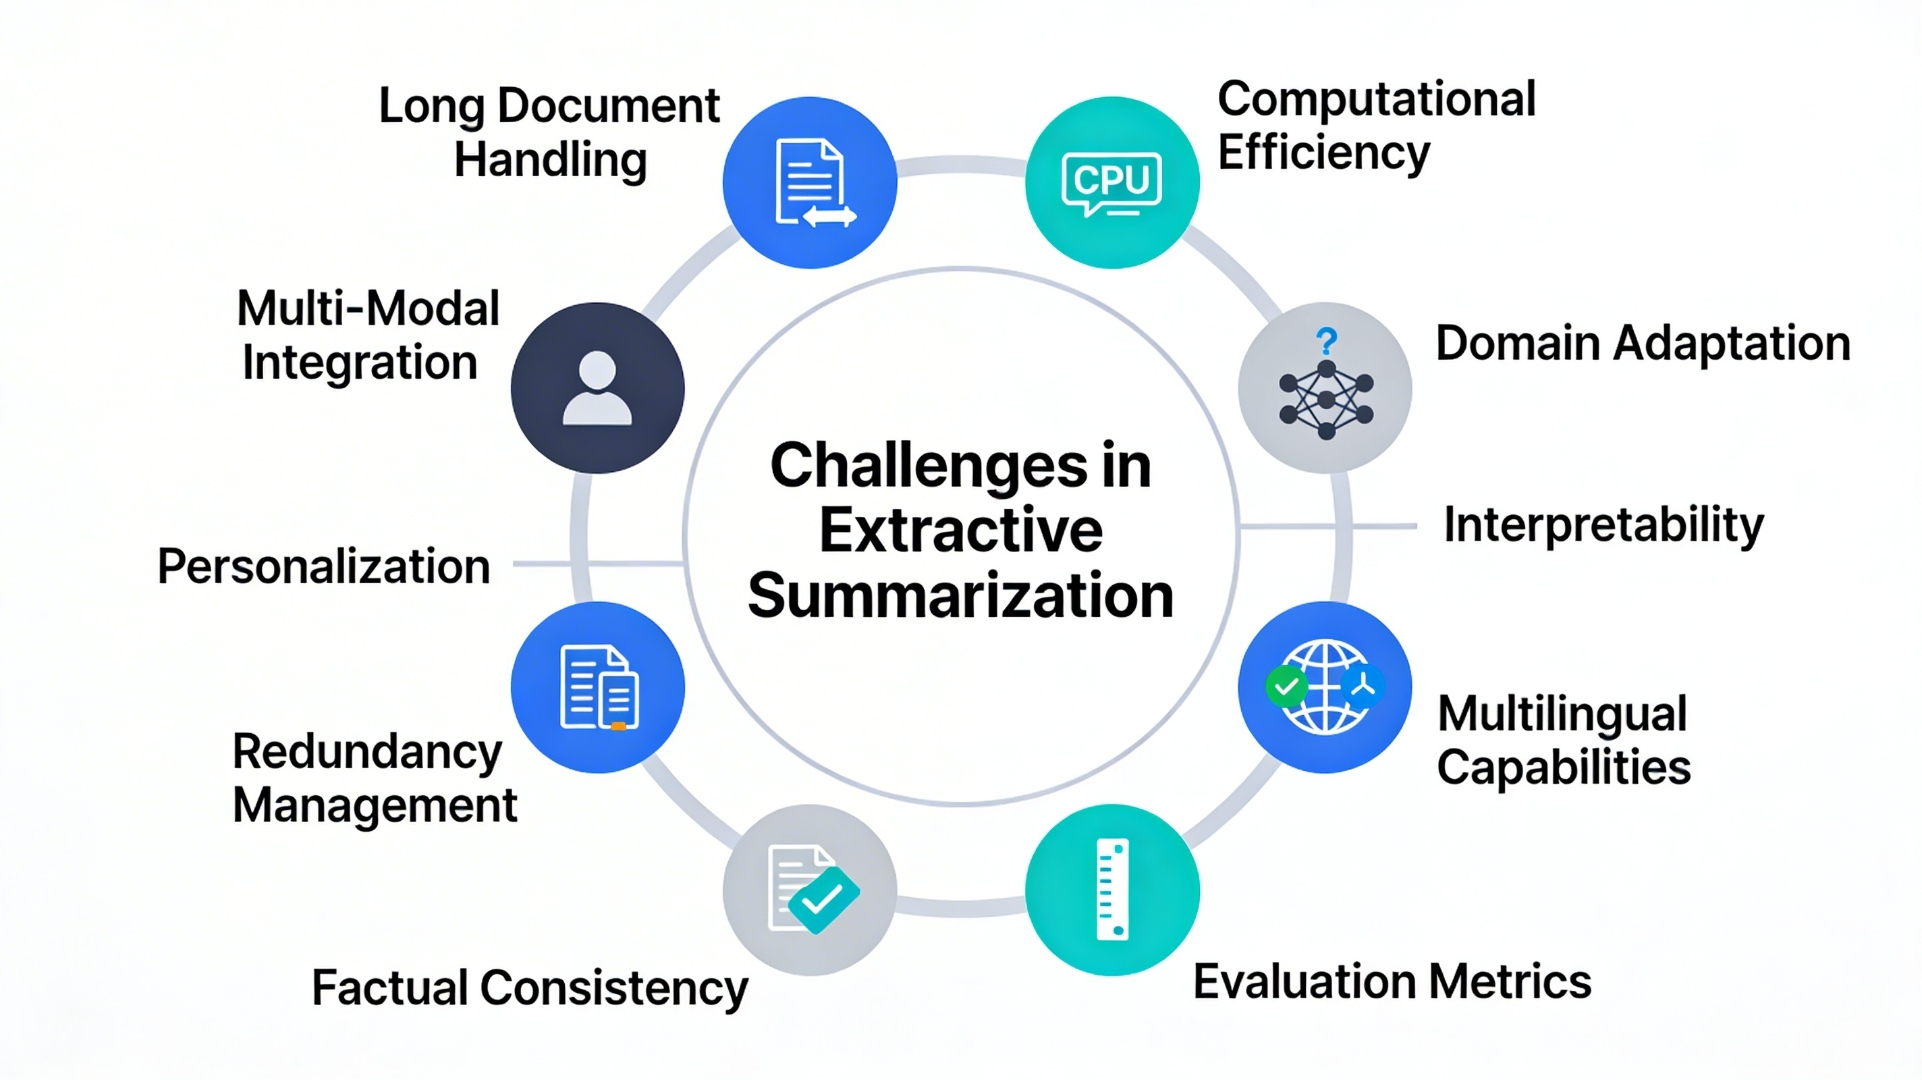 Challenges in
Extractive
Summarization
Long Document
Handling
Computational
Efficiency
CPU
Multi-Modal
Integration
?
Domain Adaptation
Personalization
Interpretability
Redundancy
Management
Multilingual
Capabilities
Factual Consistency
Evaluation Metrics